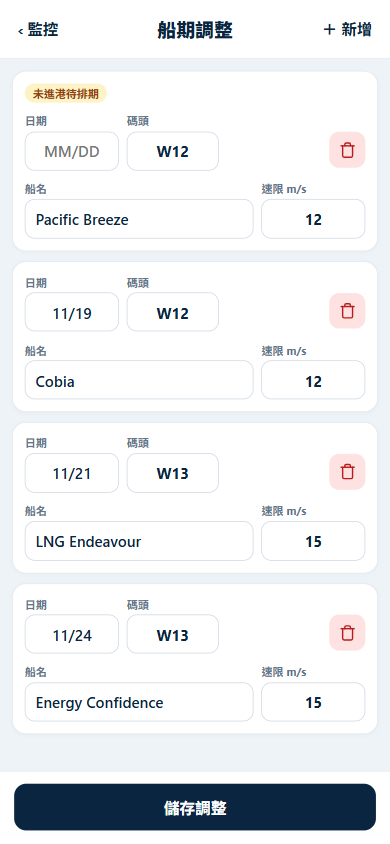 ‹ 監控
船期調整
＋ 新增
未進港待排期
日期 碼頭
MM/DD W12
船名 速限 m/s
Pacific Breeze 12
日期 碼頭
11/19 W12
船名 速限 m/s
Cobia 12
日期 碼頭
11/21 W13
船名 速限 m/s
LNG Endeavour 15
日期 碼頭
11/24 W13
船名 速限 m/s
Energy Confidence 15
儲存調整